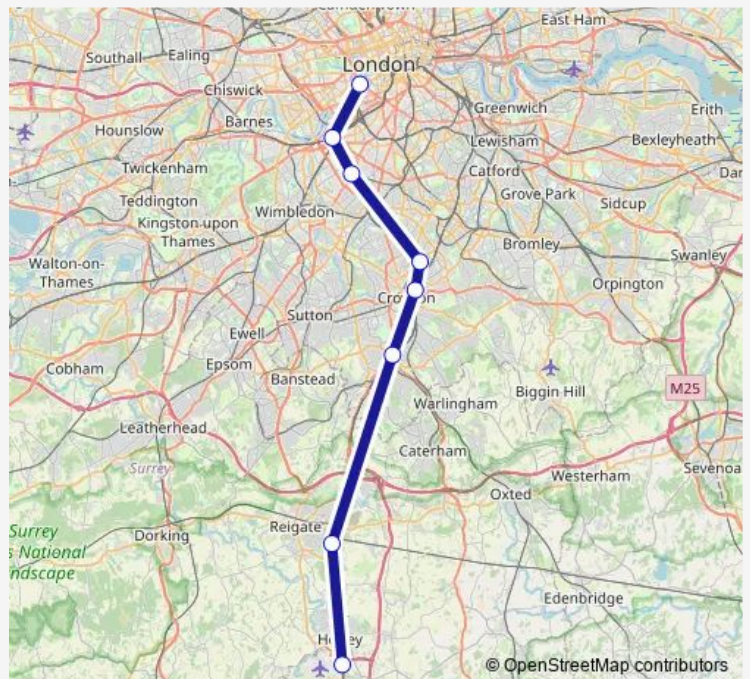 East Ham
Southall
Ealing
London
Chiswick
Greenwich
Erith
Barnes
Hounslow
Lewisham
Bexleyheath
Twickenham
Catford
Grove Park
Teddington
Sidcup
Wimbledon
Kingston upon
Thames
Bromley
Swanley
Walton-on-
Thames
Orpington
Sutton
Ewell
Epsom
Cobham
Banstead
Biggin Hill
M25
Warlingham
Leatherhead
Caterham
Surrey
Westerham
Sevenoa
Oxted
Reigate
Surrey
s National
ndscape
Dorking
Edenbridge
© OpenStreetMap contributors